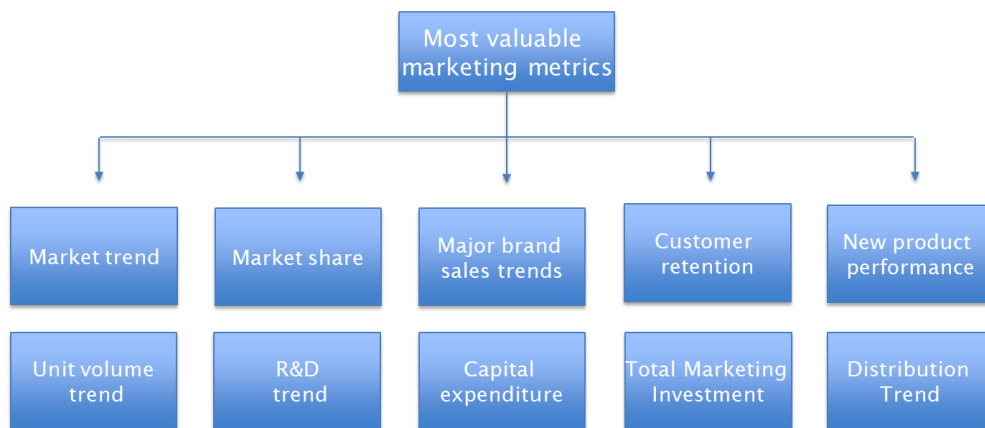 Most valuable
marketing metrics
Market trend
Market share
Major brand
sales trends
Customer
retention
New product
performance
Unit volume
trend
R&D
trend
Capital
expenditure
Total Marketing
Investment
Distribution
Trend